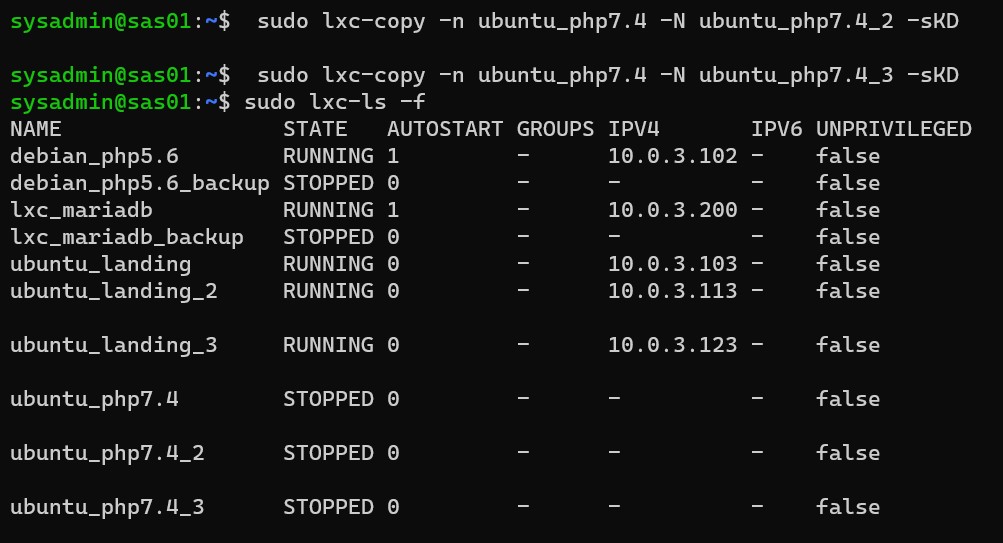 sysadmin@sas01:~$  sudo lxc-copy -n ubuntu_php7.4 -N ubuntu_php7.4_2 -sKD
sysadmin@sas01:~$  sudo lxc-copy -n ubuntu_php7.4 -N ubuntu_php7.4_3 -sKD
sysadmin@sas01:~$ sudo lxc-ls -f
NAME                 STATE   AUTOSTART GROUPS IPV4       IPV6 UNPRIVILEGED
debian_php5.6        RUNNING 1         -      10.0.3.102 -    false
debian_php5.6_backup STOPPED 0         -      -          -    false
lxc_mariadb          RUNNING 1         -      10.0.3.200 -    false
lxc_mariadb_backup   STOPPED 0         -      -          -    false
ubuntu_landing       RUNNING 0         -      10.0.3.103 -    false
ubuntu_landing_2     RUNNING 0         -      10.0.3.113 -    false
ubuntu_landing_3     RUNNING 0         -      10.0.3.123 -    false
ubuntu_php7.4        STOPPED 0         -      -          -    false
ubuntu_php7.4_2      STOPPED 0         -      -          -    false
ubuntu_php7.4_3      STOPPED 0         -      -          -    false